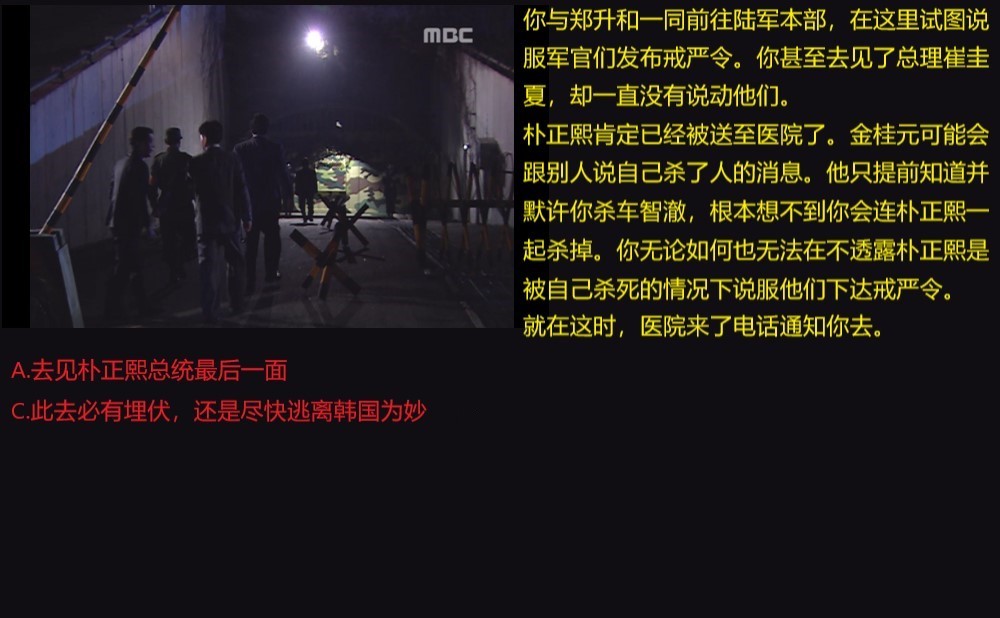 MBC
你与郑升和一同前往陆军本部，在这里试图说
服军官们发布戒严令。你甚至去见了总理崔圭
夏，却一直没有说动他们。
朴正熙肯定已经被送至医院了。金桂元可能会
跟别人说自己杀了人的消息。他只提前知道并
默许你杀车智澈，根本想不到你会连朴正熙一
起杀掉。你无论如何也无法在不透露朴正熙是
被自己杀死的情况下说服他们下达戒严令。
就在这时，医院来了电话通知你去。
A.去见朴正熙总统最后一面
C.此去必有埋伏，还是尽快逃离韩国为妙